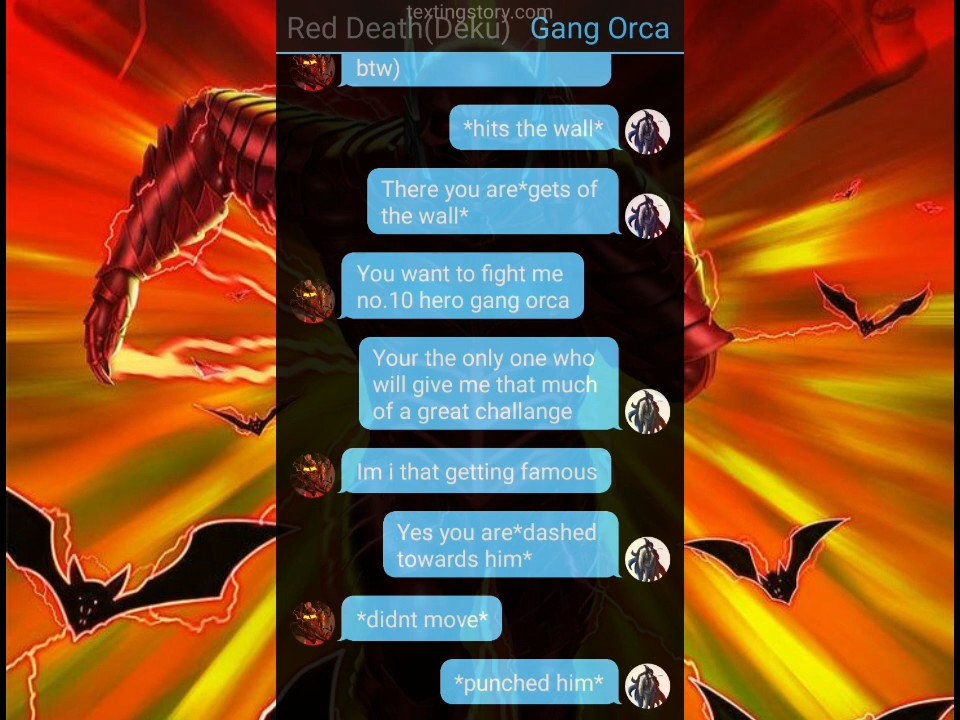 textingstory.com
Red Death(Deku) Gang Orca
btw)
*hits the wall*
There you are*gets of
the wall*
You want to fight me
no.10 hero gang orca
Your the only one who
will give me that much
of a great challange
Im i that getting famous
Yes you are*dashed
towards him*
*didnt move*
*punched him*